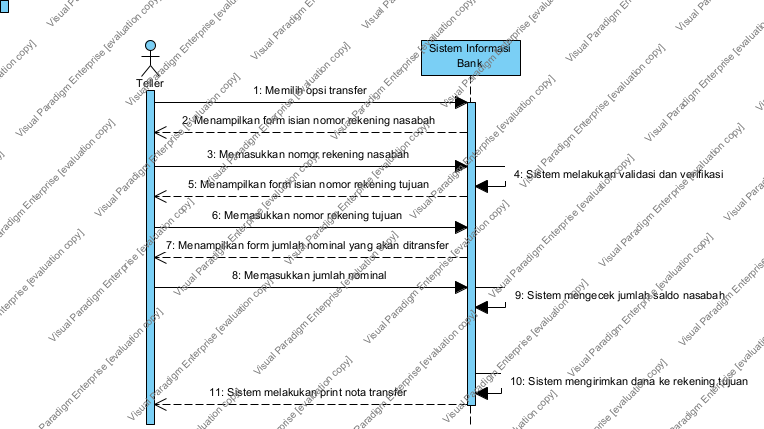 Sistem Informasi
Bank
Teller
1: Memilih opsi transfer
2: Menampilkan form isian nomor rekening nasabah
3: Memasukkan nomor rekening nasabah
4: Sistem melakukan validasi dan verifikasi
5: Menampilkan form isian nomor rekening tujuan
6: Memasukkan nomor rekening tujuan
7: Menampilkan form jumlah nominal yang akan ditransfer
8: Memasukkan jumlah nominal
9: Sistem mengecek jumlah saldo nasabah
10: Sistem mengirimkan dana ke rekening tujuan
11: Sistem melakukan print nota transfer
Visual Paradigm Enterprise [evaluation copy]